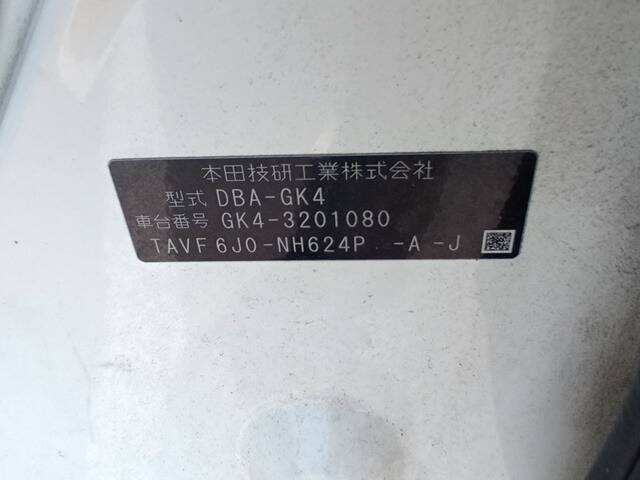 本田技研工業株式会社
型式 DBA-GK4
車台番号 GK4-3201080
TAVF 6J0-NH624P -A -J